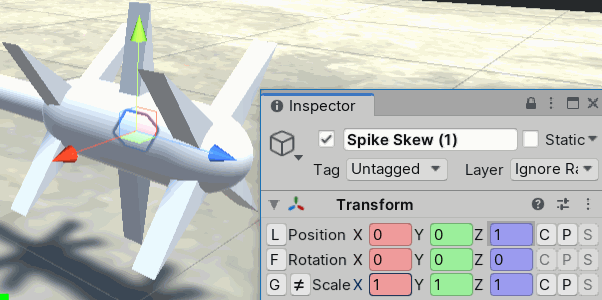 Inspector
Spike Skew (1)
Static
Tag Untagged Layer Ignore Ra
Transform
L Position X 0 Y 0 Z 1 C P S
F Rotation X 0 Y 0 Z 0 C P S
G ≠ Scale X 1 Y 1 Z 1 C P S